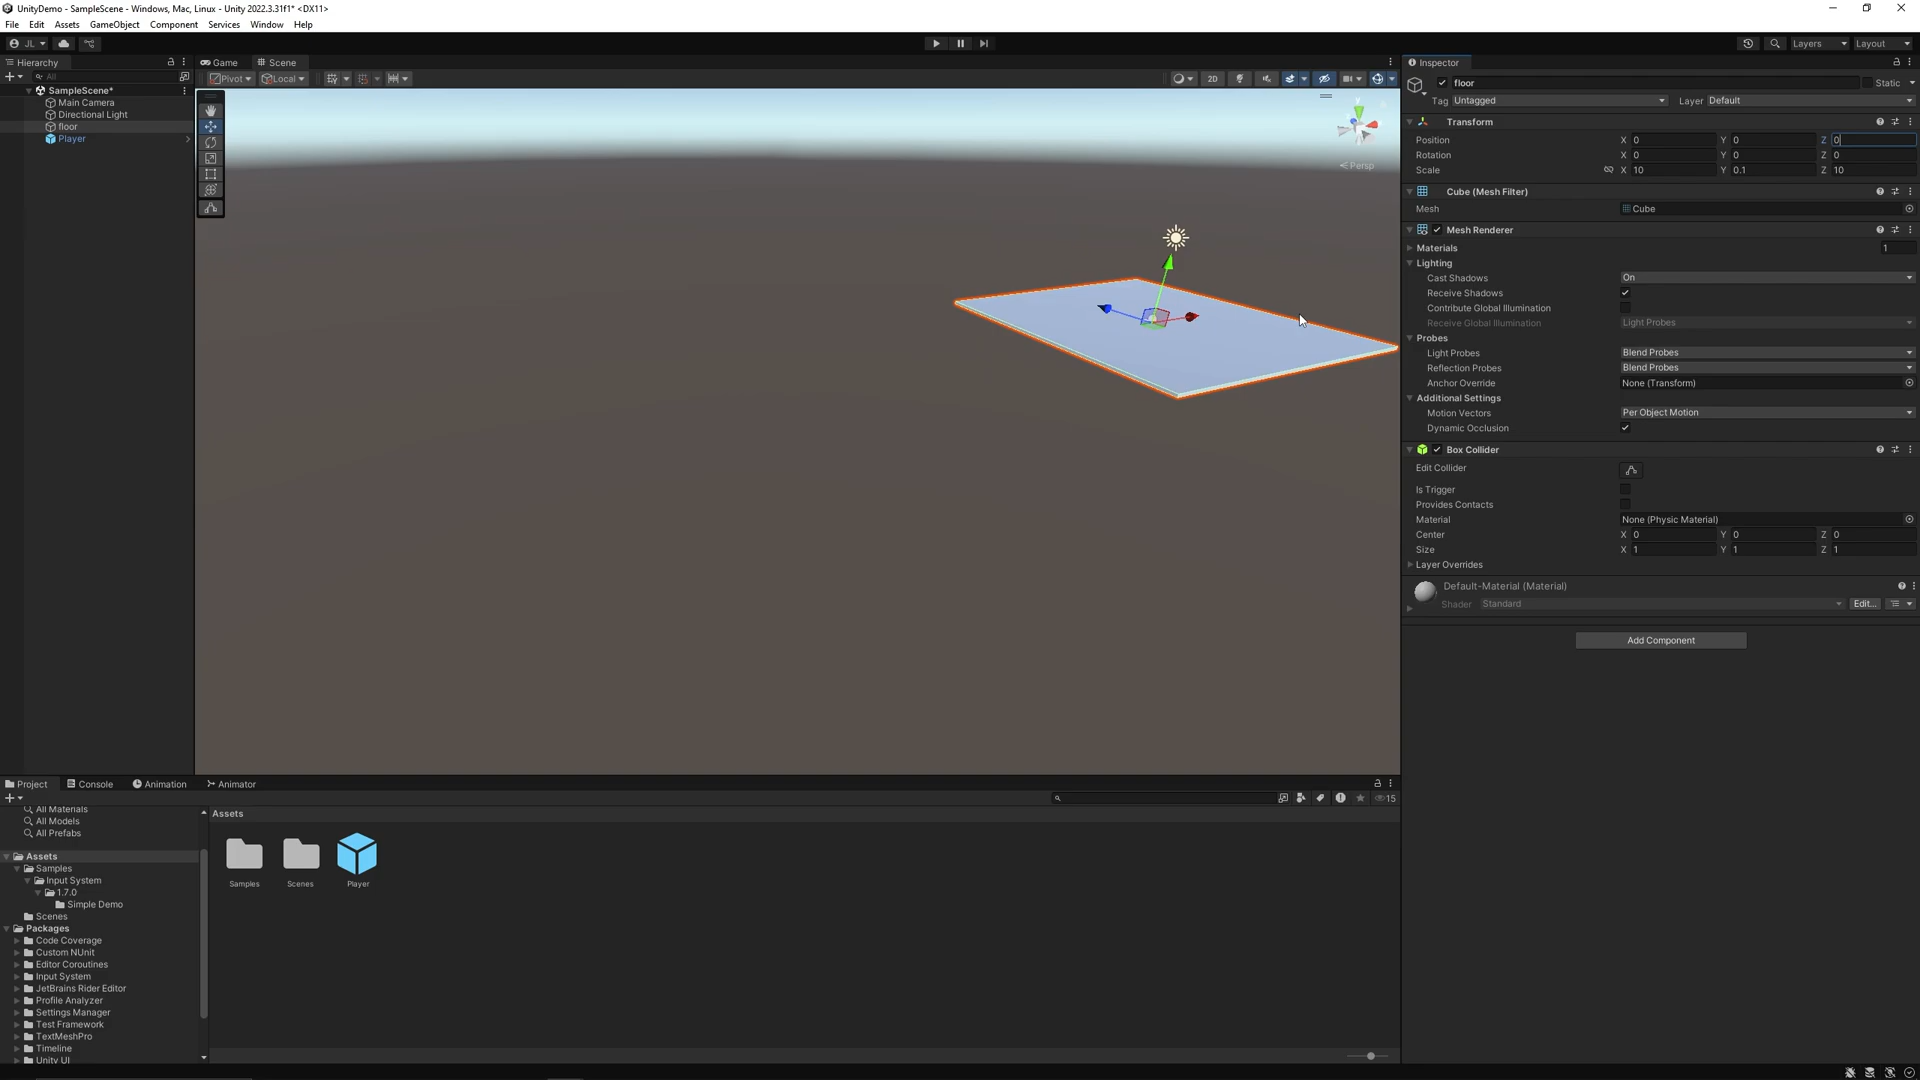 UnityDemo - SampleScene - Windows, Mac, Linux - Unity 2022.3.31f1* <DX11>
File Edit Assets GameObject Component Services Window Help
JL Layers Layout
Hierarchy
All
SampleScene*
Main Camera
Directional Light
floor
Player
Game Scene
Pivot Local 2D
y
Persp
Inspector
floor Static
Tag Untagged Layer Default
Transform
Position X 0 Y 0 Z 0
Rotation X 0 Y 0 Z 0
Scale X 10 Y 0.1 Z 10
Cube (Mesh Filter)
Mesh Cube
Mesh Renderer
Materials 1
Lighting
Cast Shadows On
Receive Shadows
Contribute Global Illumination
Receive Global Illumination Light Probes
Probes
Light Probes Blend Probes
Reflection Probes Blend Probes
Anchor Override None (Transform)
Additional Settings
Motion Vectors Per Object Motion
Dynamic Occlusion
Box Collider
Edit Collider
Is Trigger
Provides Contacts
Material None (Physic Material)
Center X 0 Y 0 Z 0
Size X 1 Y 1 Z 1
Layer Overrides
Default-Material (Material)
Shader Standard Edit...
Add Component
Project Console Animation Animator
15
All Materials
All Models
All Prefabs
Assets
Samples
Input System
1.7.0
Simple Demo
Scenes
Packages
Code Coverage
Custom NUnit
Editor Coroutines
Input System
JetBrains Rider Editor
Profile Analyzer
Settings Manager
Test Framework
TextMeshPro
Timeline
Unity UI
Assets
Samples Scenes Player